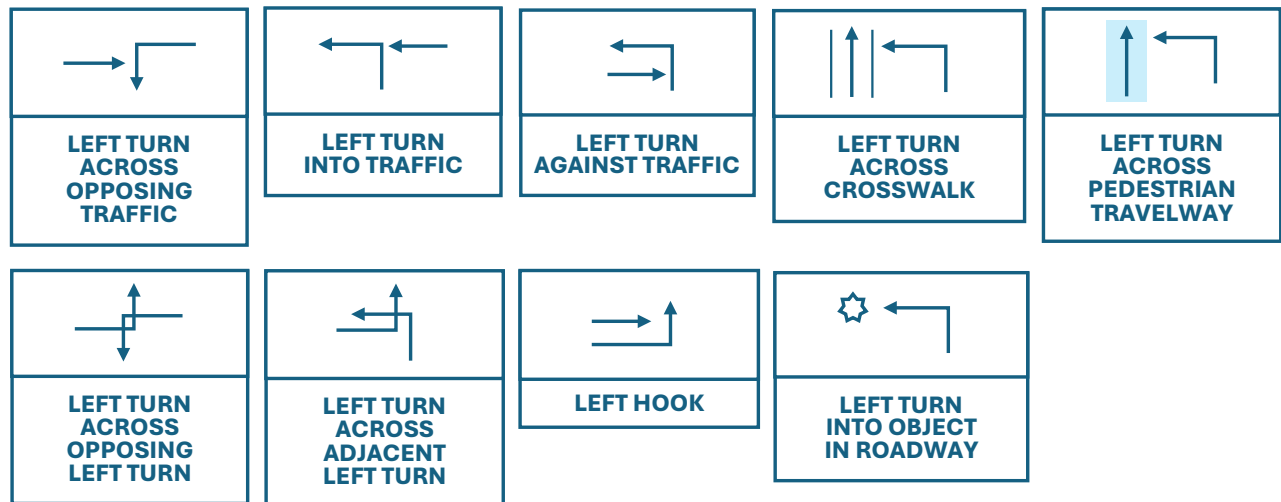 LEFT TURN
ACROSS
OPPOSING
TRAFFIC
LEFT TURN
INTO TRAFFIC
LEFT TURN
AGAINST TRAFFIC
LEFT TURN
ACROSS
CROSSWALK
LEFT TURN
ACROSS
PEDESTRIAN
TRAVELWAY
LEFT TURN
ACROSS
OPPOSING
LEFT TURN
LEFT TURN
ACROSS
ADJACENT
LEFT TURN
LEFT HOOK
LEFT TURN
INTO OBJECT
IN ROADWAY